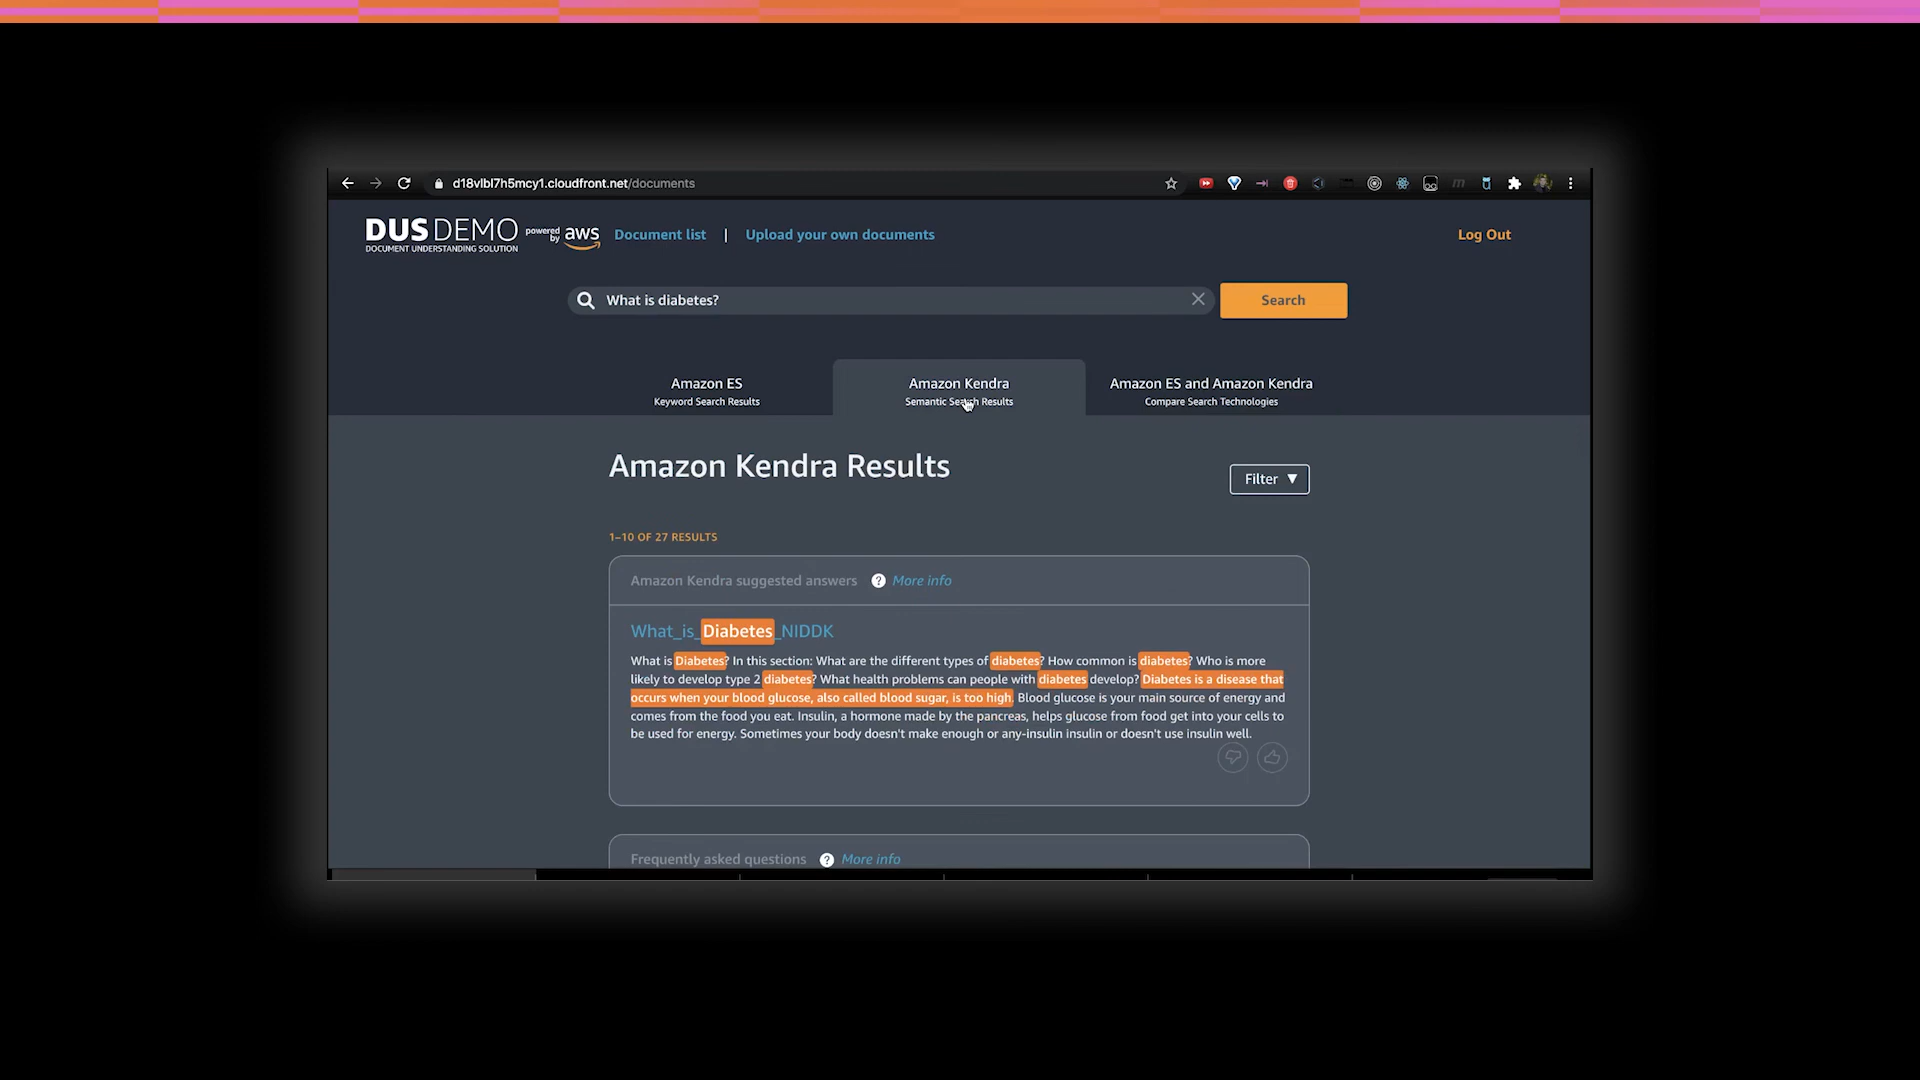 d18vlbl7h5mcy1.cloudfront.net/documents
DUS DEMO powered by aws
DOCUMENT UNDERSTANDING SOLUTION
Document list | Upload your own documents
Log Out
What is diabetes?
Search
Amazon ES
Keyword Search Results
Amazon Kendra
Semantic Search Results
Amazon ES and Amazon Kendra
Compare Search Technologies
Amazon Kendra Results
Filter ▼
1–10 OF 27 RESULTS
Amazon Kendra suggested answers ? More info
What_is_Diabetes_NIDDK
What is Diabetes? In this section: What are the different types of diabetes? How common is diabetes? Who is more
likely to develop type 2 diabetes? What health problems can people with diabetes develop? Diabetes is a disease that
occurs when your blood glucose, also called blood sugar, is too high. Blood glucose is your main source of energy and
comes from the food you eat. Insulin, a hormone made by the pancreas, helps glucose from food get into your cells to
be used for energy. Sometimes your body doesn't make enough or any-insulin insulin or doesn't use insulin well.
Frequently asked questions ? More info